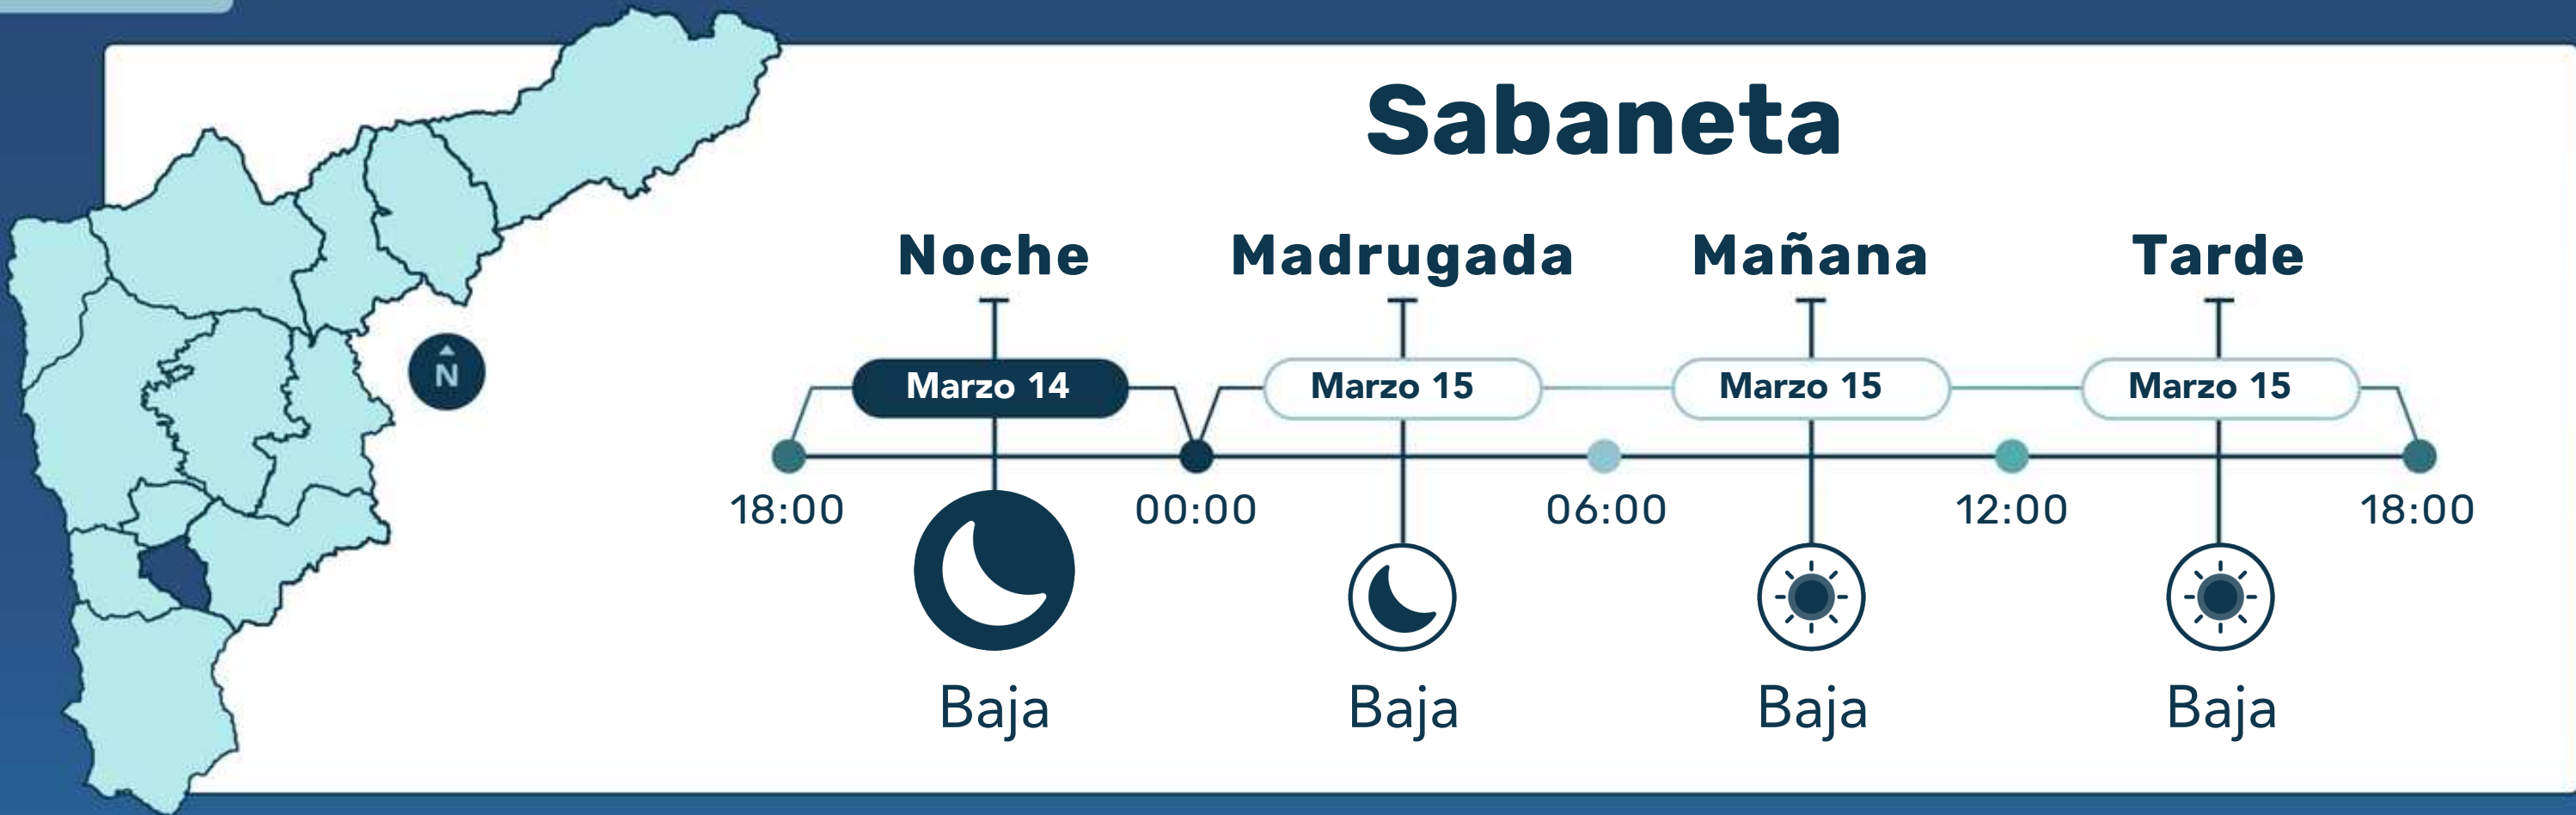 Sabaneta
Noche Madrugada Mañana Tarde
N
Marzo 14 Marzo 15 Marzo 15 Marzo 15
18:00 00:00 06:00 12:00 18:00
Baja Baja Baja Baja